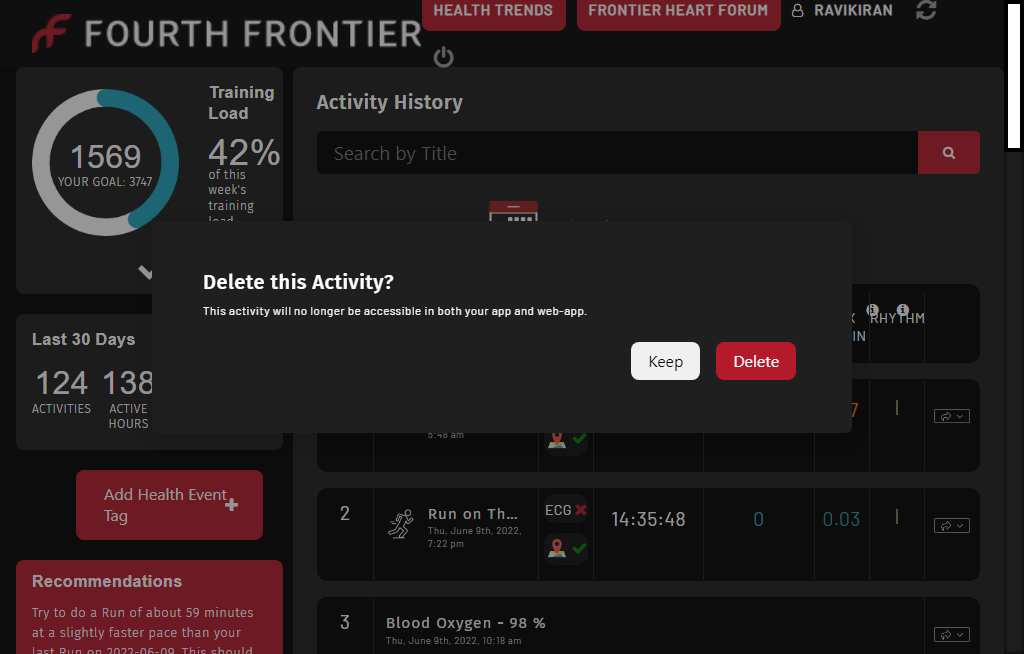 FOURTH FRONTIER
HEALTH TRENDS
FRONTIER HEART FORUM
RAVIKIRAN
Training
Load
1569
YOUR GOAL: 3747
42%
of this
week's
training
load
Last 30 Days
124
ACTIVITIES
138
ACTIVE
HOURS
Add Health Event
Tag
Recommendations
Try to do a Run of about 59 minutes
at a slightly faster pace than your
last Run on 2022-06-09. This should
Activity History
Search by Title
Delete this Activity?
This activity will no longer be accessible in both your app and web-app.
Keep
Delete
RHYTHM
5:48 am
2
Run on Th...
Thu, June 9th, 2022,
7:22 pm
ECG
14:35:48
0
0.03
3
Blood Oxygen - 98 %
Thu, June 9th, 2022, 10:18 am